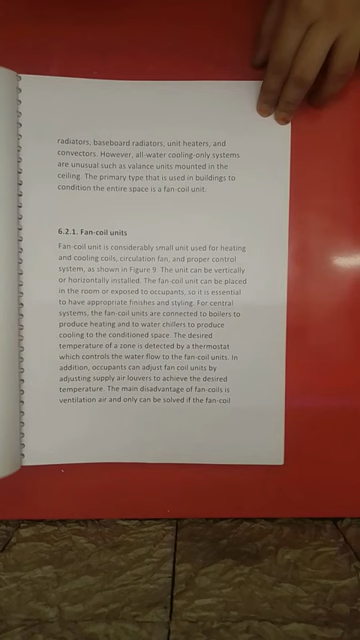 radiators, baseboard radiators, unit heaters, and
convectors. However, all-water cooling-only systems
are unusual such as valance units mounted in the
ceiling. The primary type that is used in buildings to
condition the entire space is a fan-coil unit.
6.2.1. Fan-coil units
Fan-coil unit is considerably small unit used for heating
and cooling coils, circulation fan, and proper control
system, as shown in Figure 9. The unit can be vertically
or horizontally installed. The fan-coil unit can be placed
in the room or exposed to occupants, so it is essential
to have appropriate finishes and styling. For central
systems, the fan-coil units are connected to boilers to
produce heating and to water chillers to produce
cooling to the conditioned space. The desired
temperature of a zone is detected by a thermostat
which controls the water flow to the fan-coil units. In
addition, occupants can adjust fan coil units by
adjusting supply air louvers to achieve the desired
temperature. The main disadvantage of fan-coils is
ventilation air and only can be solved if the fan-coil